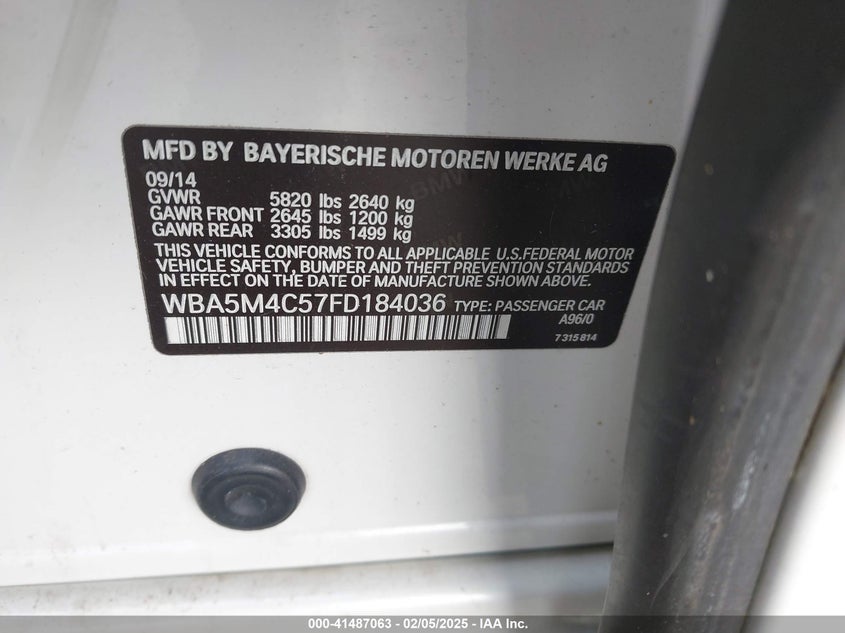 MFD BY BAYERISCHE MOTOREN WERKE AG
09/14
GVWR 5820 lbs 2640 kg
GAWR FRONT 2645 lbs 1200 kg
GAWR REAR 3305 lbs 1499 kg
THIS VEHICLE CONFORMS TO ALL APPLICABLE U.S.FEDERAL MOTOR
VEHICLE SAFETY, BUMPER AND THEFT PREVENTION STANDARDS
IN EFFECT ON THE DATE OF MANUFACTURE SHOWN ABOVE.
WBA5M4C57FD184036 TYPE: PASSENGER CAR
A96/0
7 315 814
000-41487063 - 02/05/2025 - IAA Inc.